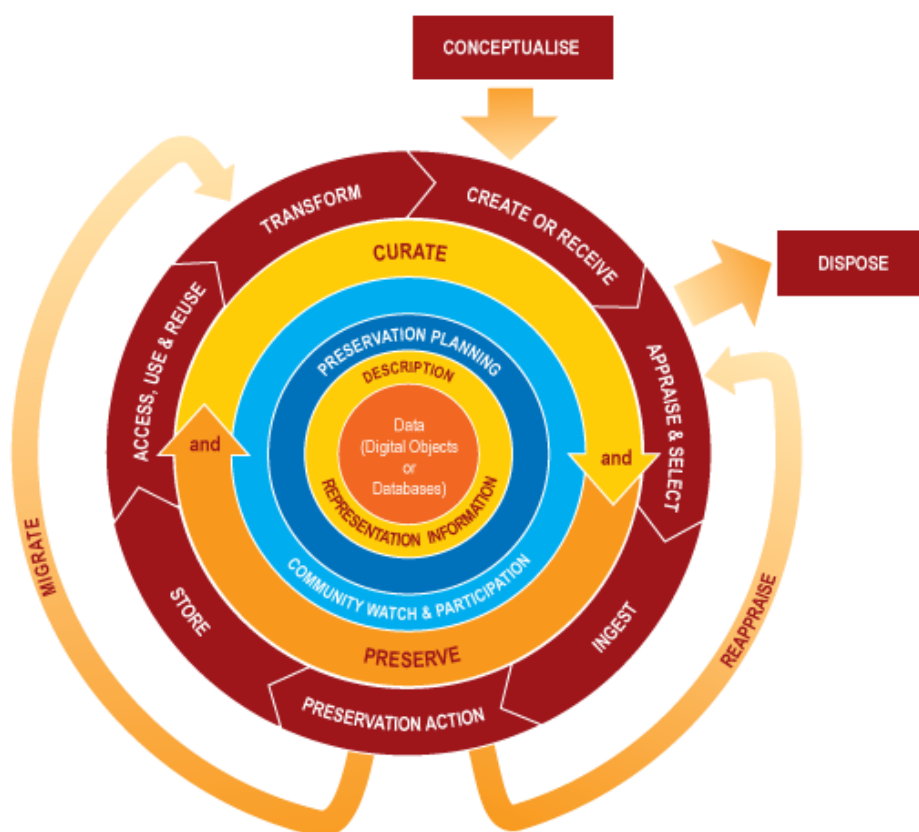 CONCEPTUALISE
CREATE OR RECEIVE
DISPOSE
APPRAISE & SELECT
REAPPRAISE
INGEST
PRESERVATION ACTION
MIGRATE
STORE
ACCESS, USE & REUSE
TRANSFORM
CURATE
and
PRESERVE
and
COMMUNITY WATCH & PARTICIPATION
PRESERVATION PLANNING
DESCRIPTION
REPRESENTATION INFORMATION
Data
(Digital Objects
or
Databases)